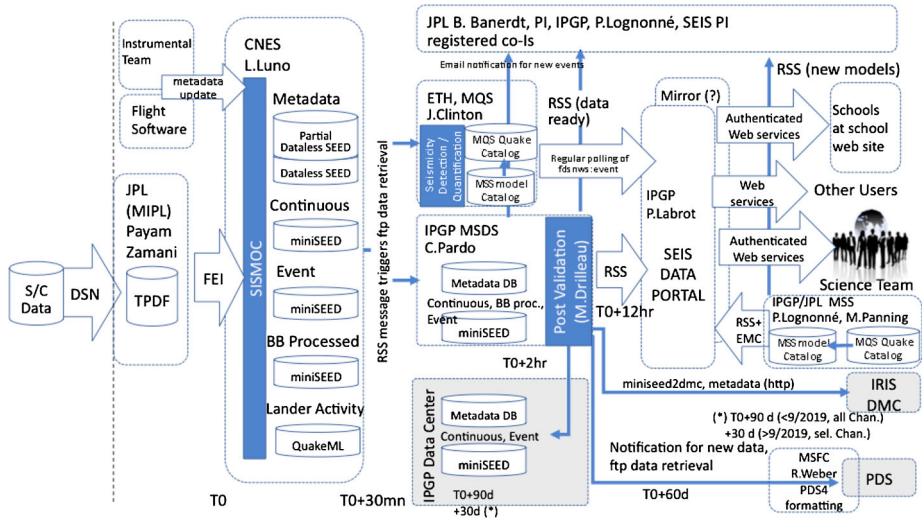 JPL B. Banerdt, PI, IPGP, P.Lognonné, SEIS PI
registered co-Is
Instrumental
Team
metadata
update
Flight
Software
CNES
L.Luno
SISMOC
Metadata
Partial
Dataless SEED
Dataless SEED
Continuous
miniSEED
Event
miniSEED
BB Processed
miniSEED
Lander Activity
QuakeML
S/C
Data
DSN
JPL
(MIPL)
Payam
Zamani
TPDF
FEI
T0
T0+30mn
RSS message triggers ftp data retrieval
Email notification for new events
ETH, MQS
J.Clinton
Seismicity
Detection /
Quantification
MQS Quake
Catalog
MSS model
Catalog
RSS (data
ready)
Regular polling of
fdsnws:event
IPGP MSDS
C.Pardo
Metadata DB
Continuous, BB proc.,
Event
miniSEED
Post Validation
(M.Drilleau)
RSS
T0+12hr
T0+2hr
IPGP Data Center
Metadata DB
Continuous, Event
miniSEED
T0+90d
+30d (*)
Mirror (?)
IPGP
P.Labrot
SEIS
DATA
PORTAL
RSS (new models)
Authenticated
Web services
Schools
at school
web site
Web
services
Other Users
Authenticated
Web services
Science Team
RSS+
EMC
IPGP/JPL MSS
P.Lognonné, M.Panning
MSS model
Catalog
MQS Quake
Catalog
miniseed2dmc, metadata (http)
IRIS
DMC
(*) T0+90 d (<9/2019, all Chan.)
+30 d (>9/2019, sel. Chan.)
Notification for new data,
ftp data retrieval
T0+60d
MSFC
R.Weber
PDS4
formatting
PDS